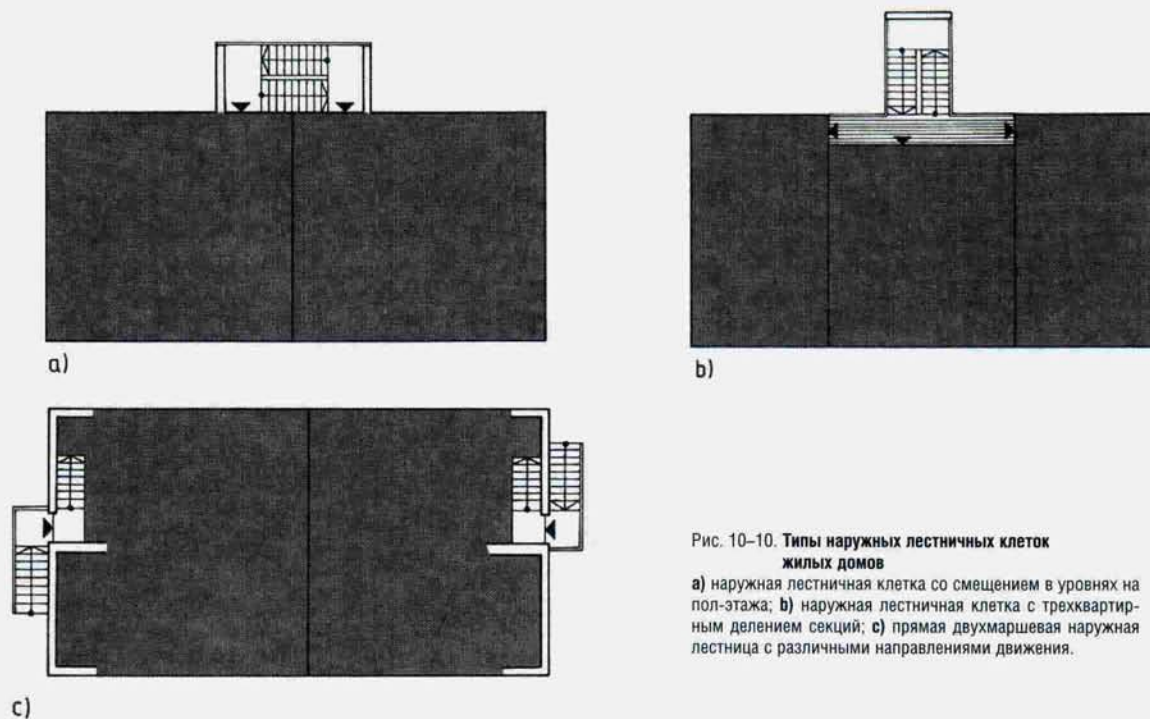 a)
b)
c)
Рис. 10–10. Типы наружных лестничных клеток
жилых домов
a) наружная лестничная клетка со смещением в уровнях на
пол-этажа; b) наружная лестничная клетка с трехквартир-
ным делением секций; c) прямая двухмаршевая наружная
лестница с различными направлениями движения.